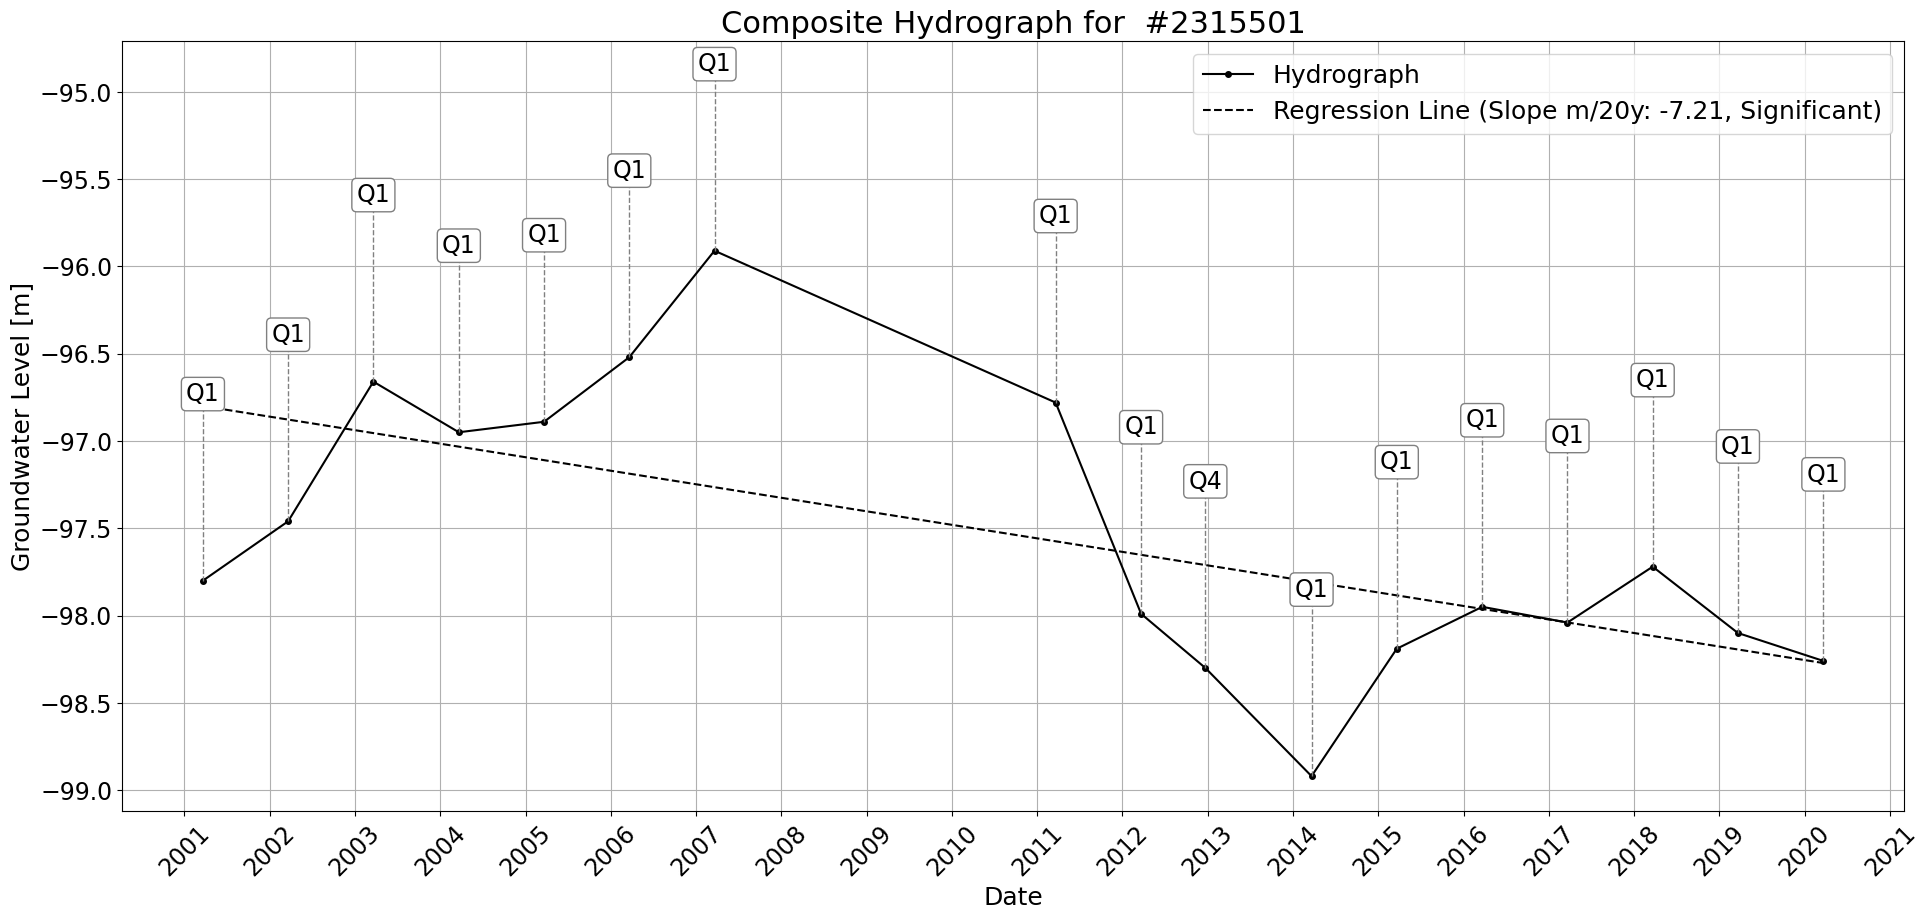 Composite Hydrograph for #2315501
Hydrograph
Regression Line (Slope m/20y: -7.21, Significant)
Groundwater Level [m]
−95.0
−95.5
−96.0
−96.5
−97.0
−97.5
−98.0
−98.5
−99.0
Q1
Q1
Q1
Q1
Q1
Q1
Q1
Q1
Q1
Q4
Q1
Q1
Q1
Q1
Q1
Q1
Q1
2001
2002
2003
2004
2005
2006
2007
2008
2009
2010
2011
2012
2013
2014
2015
2016
2017
2018
2019
2020
2021
Date